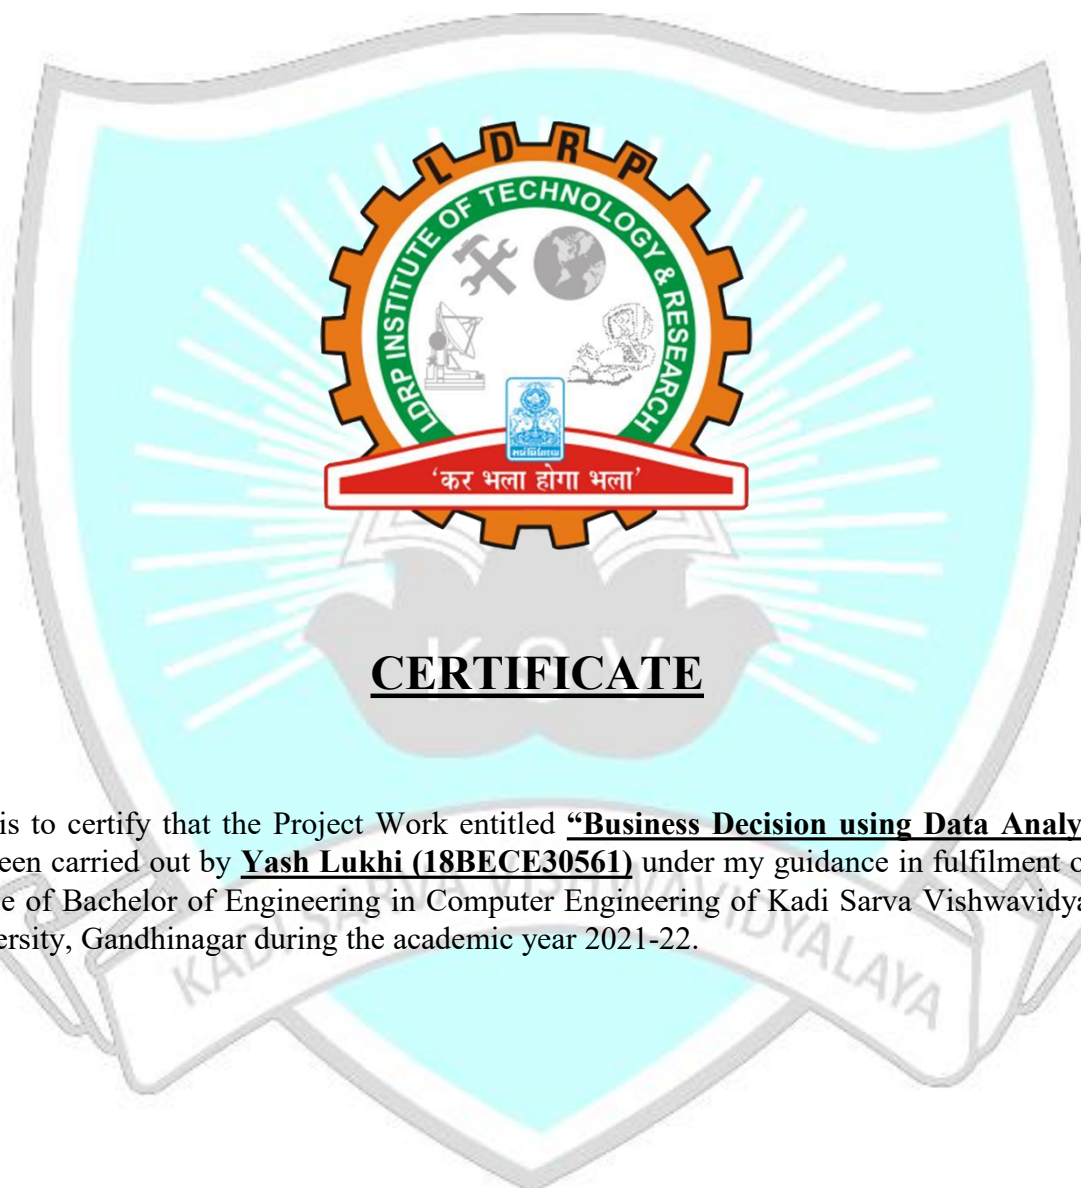 LDRP
LDRP INSTITUTE OF TECHNOLOGY & RESEARCH
‘कर भला होगा भला’
KSV
CERTIFICATE
is to certify that the Project Work entitled “Business Decision using Data Analy
een carried out by Yash Lukhi (18BECE30561) under my guidance in fulfilment o
e of Bachelor of Engineering in Computer Engineering of Kadi Sarva Vishwavidya
ersity, Gandhinagar during the academic year 2021-22.
KADI SARVA VISHWAVIDYALAYA